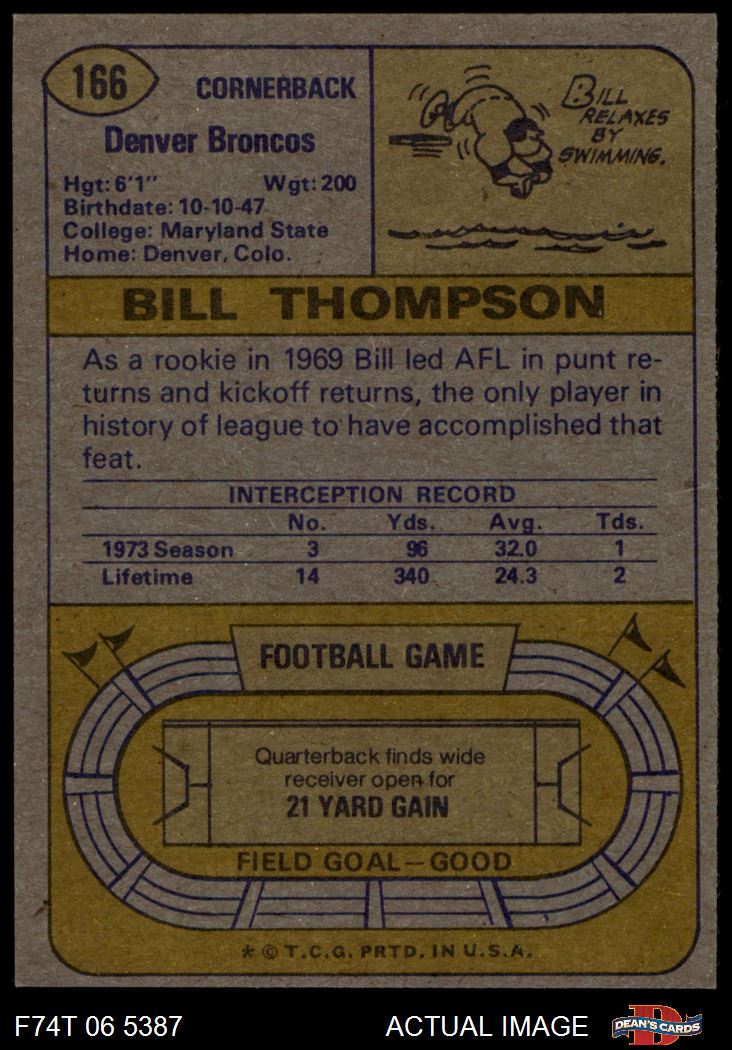 166
CORNERBACK
Denver Broncos
Hgt: 6'1" Wgt: 200
Birthdate: 10-10-47
College: Maryland State
Home: Denver, Colo.
BILL
RELAXES
BY
SWIMMING.
BILL THOMPSON
As a rookie in 1969 Bill led AFL in punt re-
turns and kickoff returns, the only player in
history of league to have accomplished that
feat.
INTERCEPTION RECORD
No. Yds. Avg. Tds.
1973 Season 3 96 32.0 1
Lifetime 14 340 24.3 2
FOOTBALL GAME
Quarterback finds wide
receiver open for
21 YARD GAIN
FIELD GOAL—GOOD
* © T.C.G. PRTD. IN U.S.A.
F74T 06 5387 ACTUAL IMAGE
D
DEAN'S CARDS